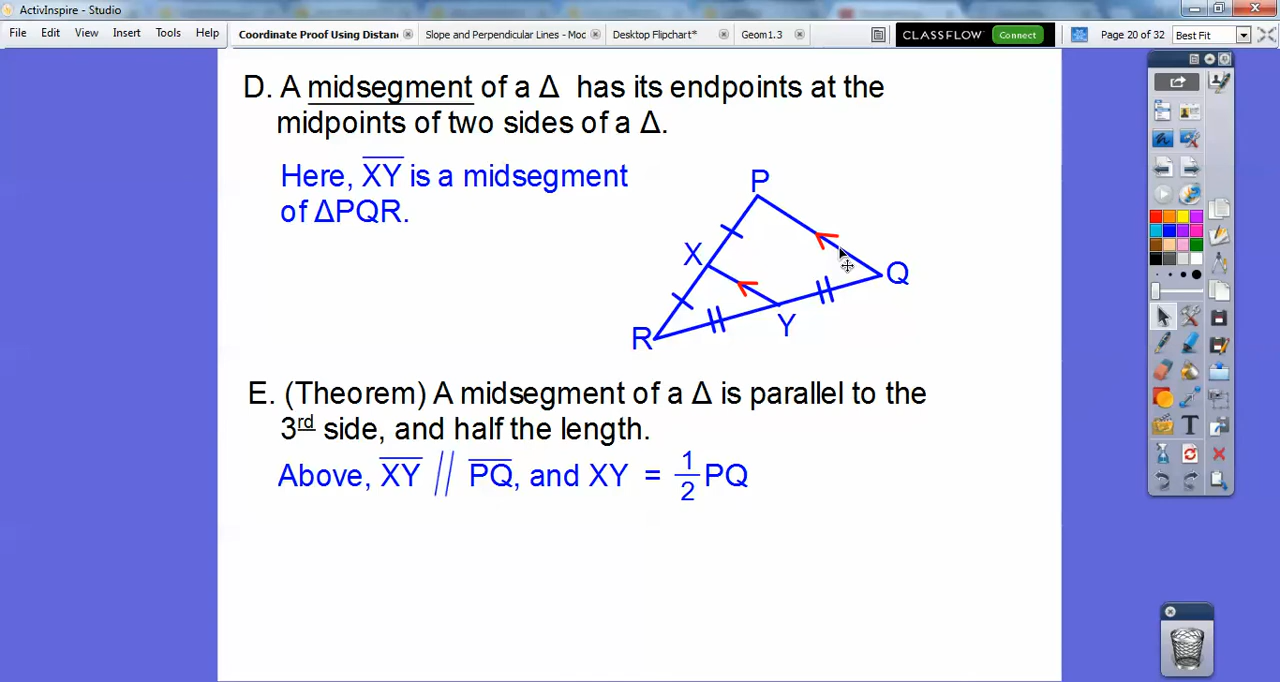 ActivInspire - Studio
File Edit View Insert Tools Help
Coordinate Proof Using Distanc
Slope and Perpendicular Lines - Moc
Desktop Flipchart*
Geom1.3
CLASSFLOW Connect
Page 20 of 32
Best Fit
D. A midsegment of a Δ has its endpoints at the
midpoints of two sides of a Δ.
Here, XY is a midsegment
of ΔPQR.
P
X
Q
Y
R
E. (Theorem) A midsegment of a Δ is parallel to the
3rd side, and half the length.
Above, XY // PQ, and XY = 1/2 PQ